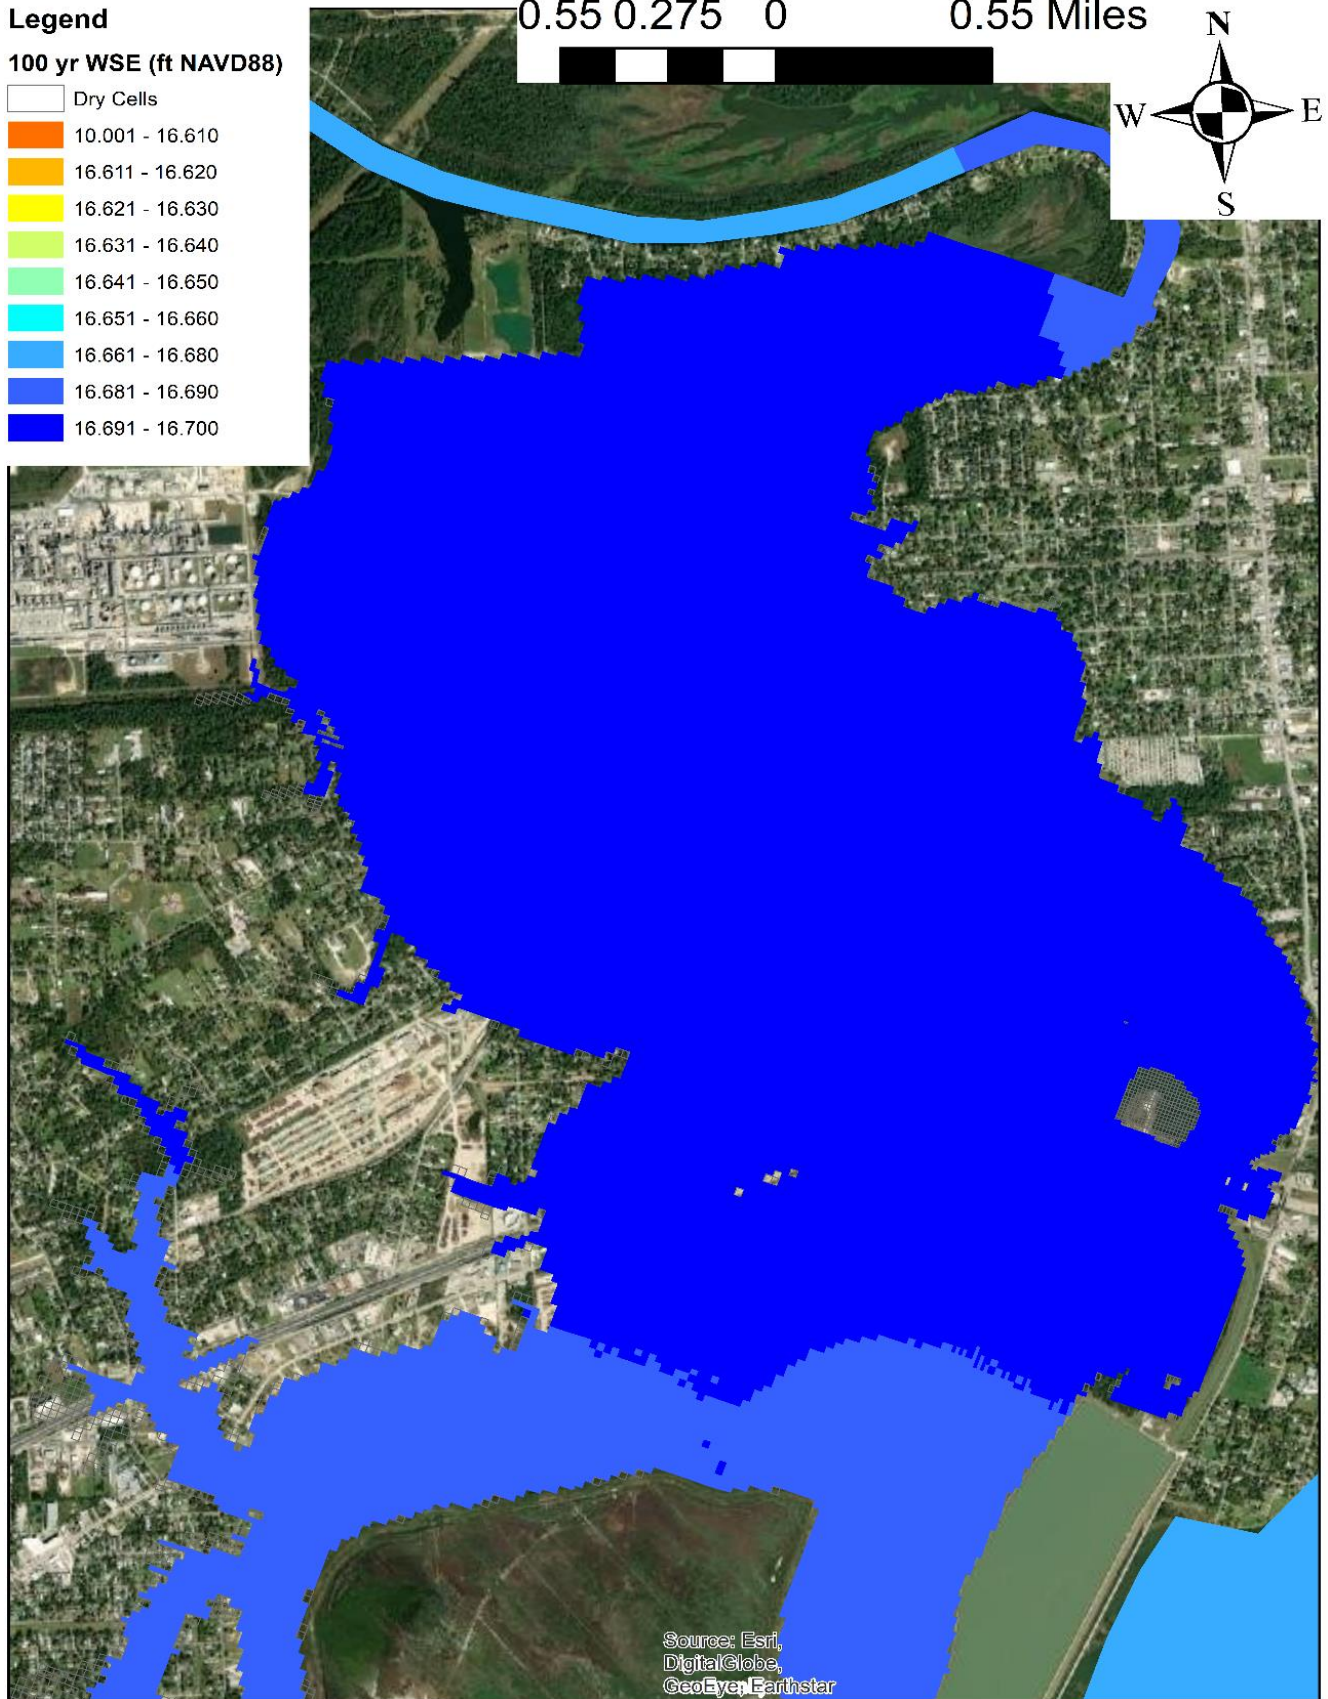 Legend
100 yr WSE (ft NAVD88)
Dry Cells
10.001 - 16.610
16.611 - 16.620
16.621 - 16.630
16.631 - 16.640
16.641 - 16.650
16.651 - 16.660
16.661 - 16.680
16.681 - 16.690
16.691 - 16.700
0.55 0.275 0 0.55 Miles
N
W E
S
Source: Esri,
DigitalGlobe,
GeoEye, Earthstar